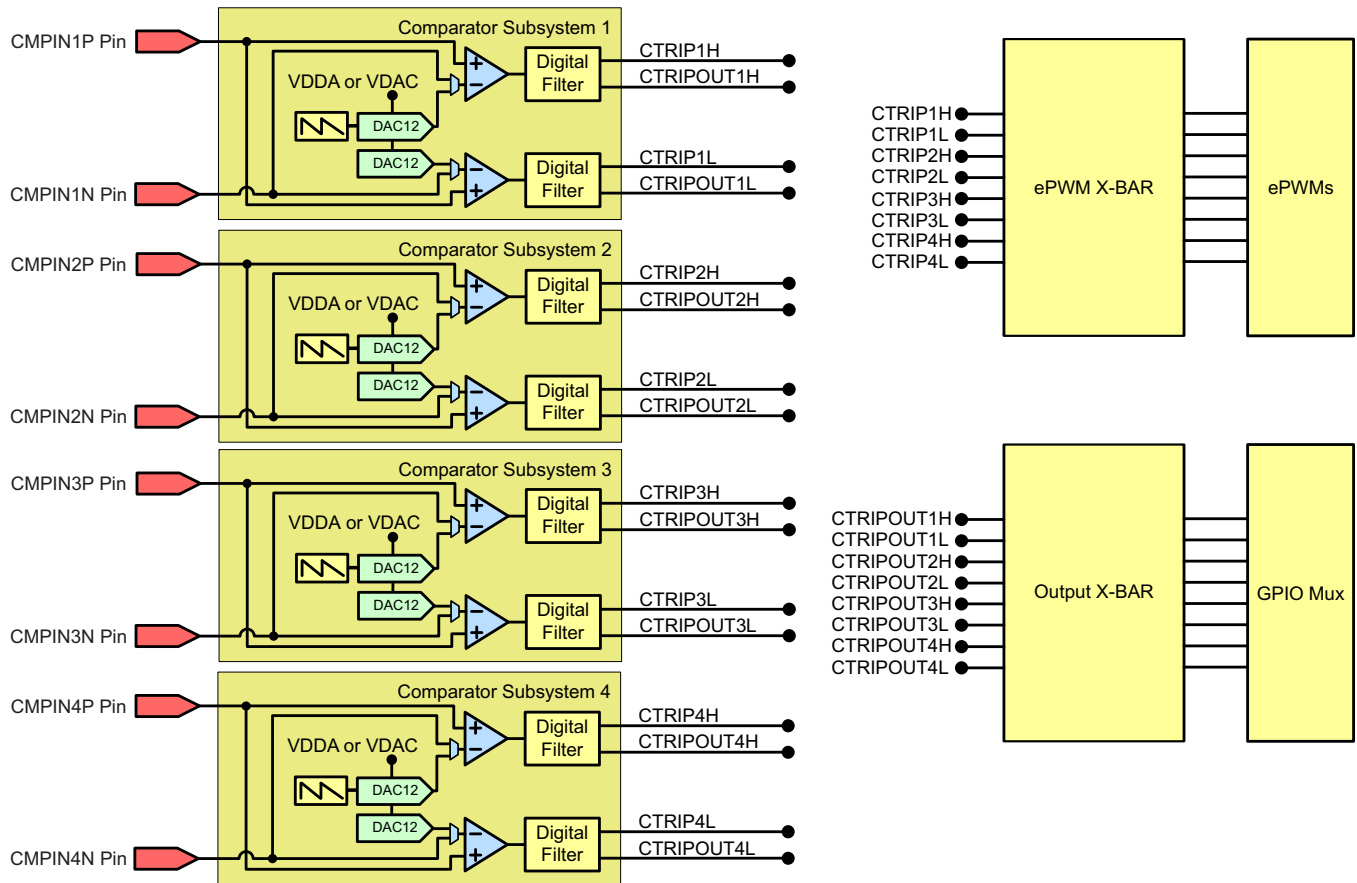 Comparator Subsystem 1
CMPIN1P Pin
VDDA or VDAC
DAC12
DAC12
+
−
−
+
Digital
Filter
Digital
Filter
CTRIP1H
CTRIPOUT1H
CTRIP1L
CTRIPOUT1L
CMPIN1N Pin
Comparator Subsystem 2
CMPIN2P Pin
VDDA or VDAC
DAC12
DAC12
+
−
−
+
Digital
Filter
Digital
Filter
CTRIP2H
CTRIPOUT2H
CTRIP2L
CTRIPOUT2L
CMPIN2N Pin
Comparator Subsystem 3
CMPIN3P Pin
VDDA or VDAC
DAC12
DAC12
+
−
−
+
Digital
Filter
Digital
Filter
CTRIP3H
CTRIPOUT3H
CTRIP3L
CTRIPOUT3L
CMPIN3N Pin
Comparator Subsystem 4
CMPIN4P Pin
VDDA or VDAC
DAC12
DAC12
+
−
−
+
Digital
Filter
Digital
Filter
CTRIP4H
CTRIPOUT4H
CTRIP4L
CTRIPOUT4L
CMPIN4N Pin
CTRIP1H
CTRIP1L
CTRIP2H
CTRIP2L
CTRIP3H
CTRIP3L
CTRIP4H
CTRIP4L
ePWM X-BAR
ePWMs
CTRIPOUT1H
CTRIPOUT1L
CTRIPOUT2H
CTRIPOUT2L
CTRIPOUT3H
CTRIPOUT3L
CTRIPOUT4H
CTRIPOUT4L
Output X-BAR
GPIO Mux